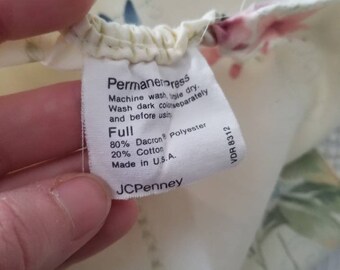 Permanent Press
Machine wash, tumble dry.
Wash dark colors separately
and before using
Full
80% Dacron® Polyester
20% Cotton
Made in U.S.A.
JCPenney
VDR 8312